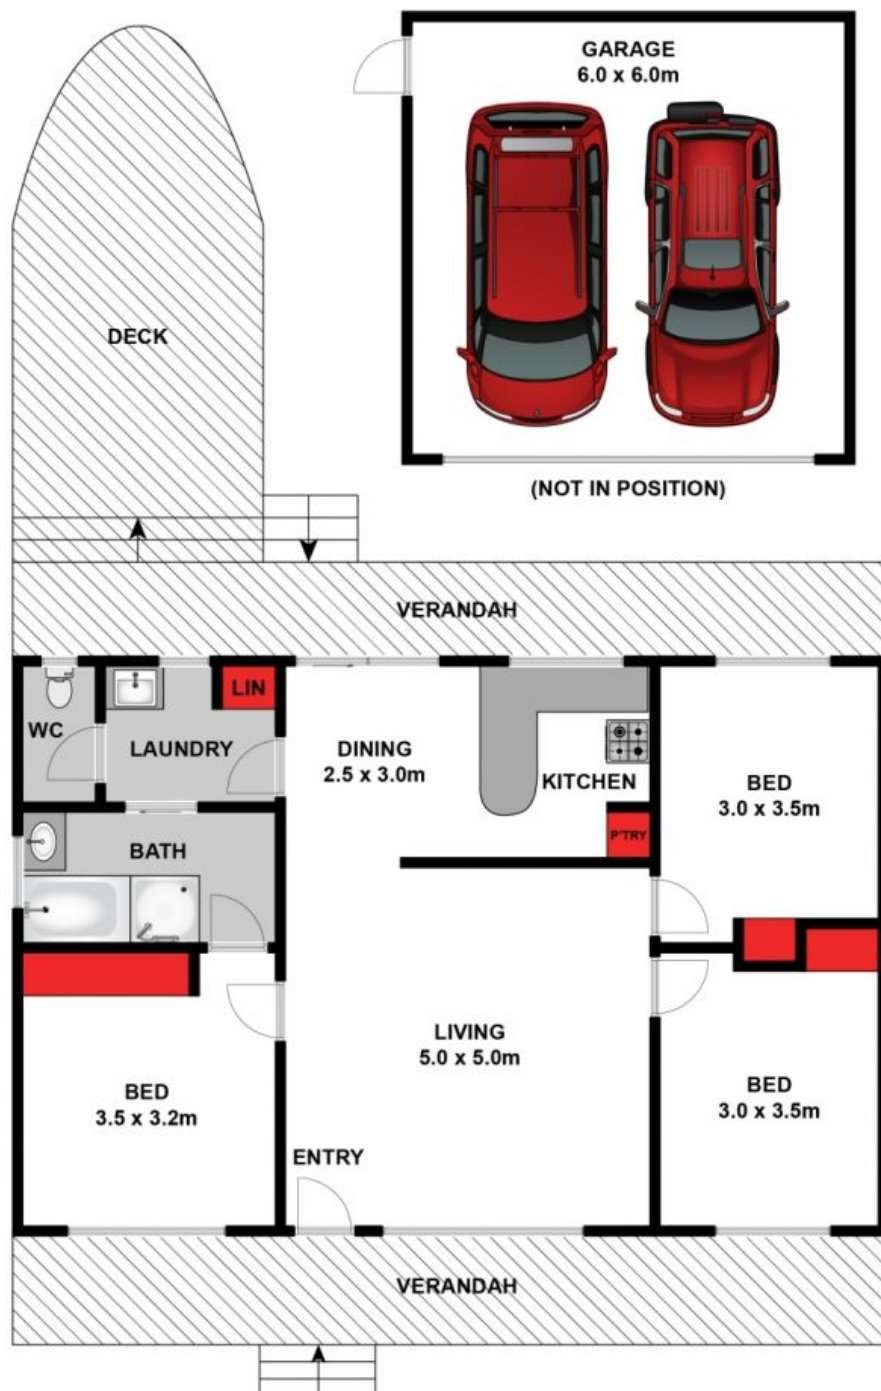 GARAGE
6.0 x 6.0m
DECK
(NOT IN POSITION)
VERANDAH
LIN
WC
LAUNDRY
DINING
2.5 x 3.0m
KITCHEN
BED
3.0 x 3.5m
P'TRY
BATH
LIVING
5.0 x 5.0m
BED
3.5 x 3.2m
BED
3.0 x 3.5m
ENTRY
VERANDAH